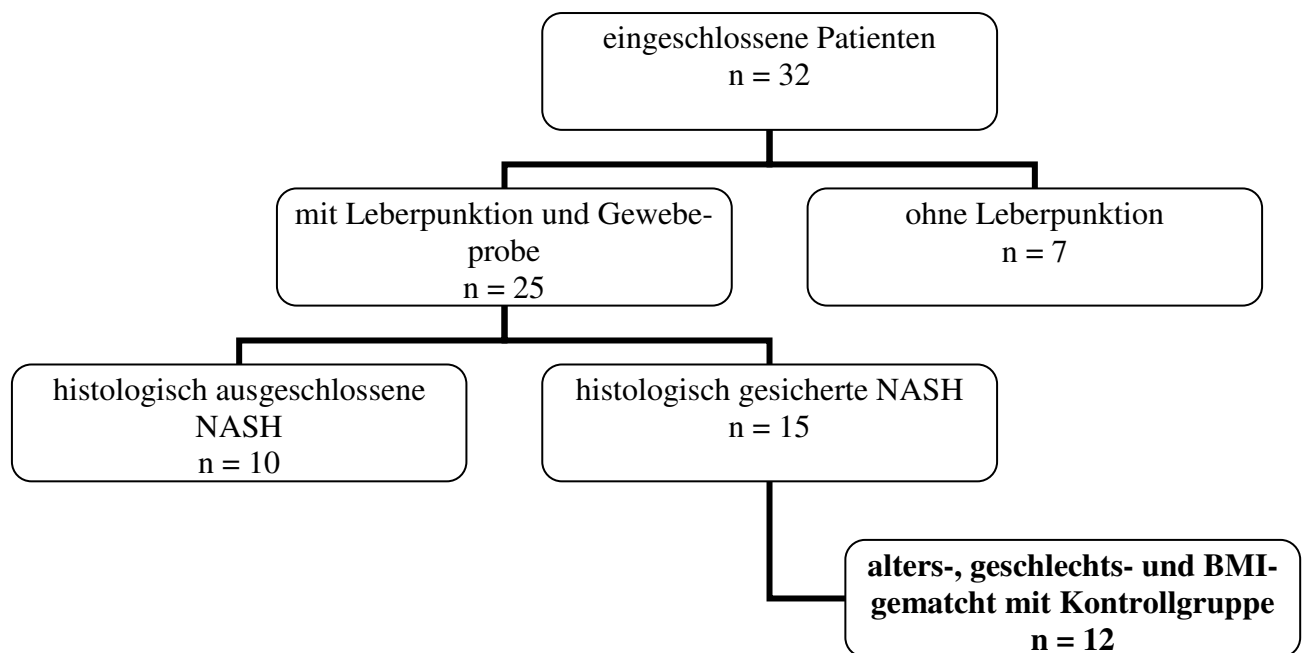 eingeschlossene Patienten
n = 32
mit Leberpunktion und Gewebe-
probe
n = 25
ohne Leberpunktion
n = 7
histologisch ausgeschlossene
NASH
n = 10
histologisch gesicherte NASH
n = 15
alters-, geschlechts- und BMI-
gematcht mit Kontrollgruppe
n = 12